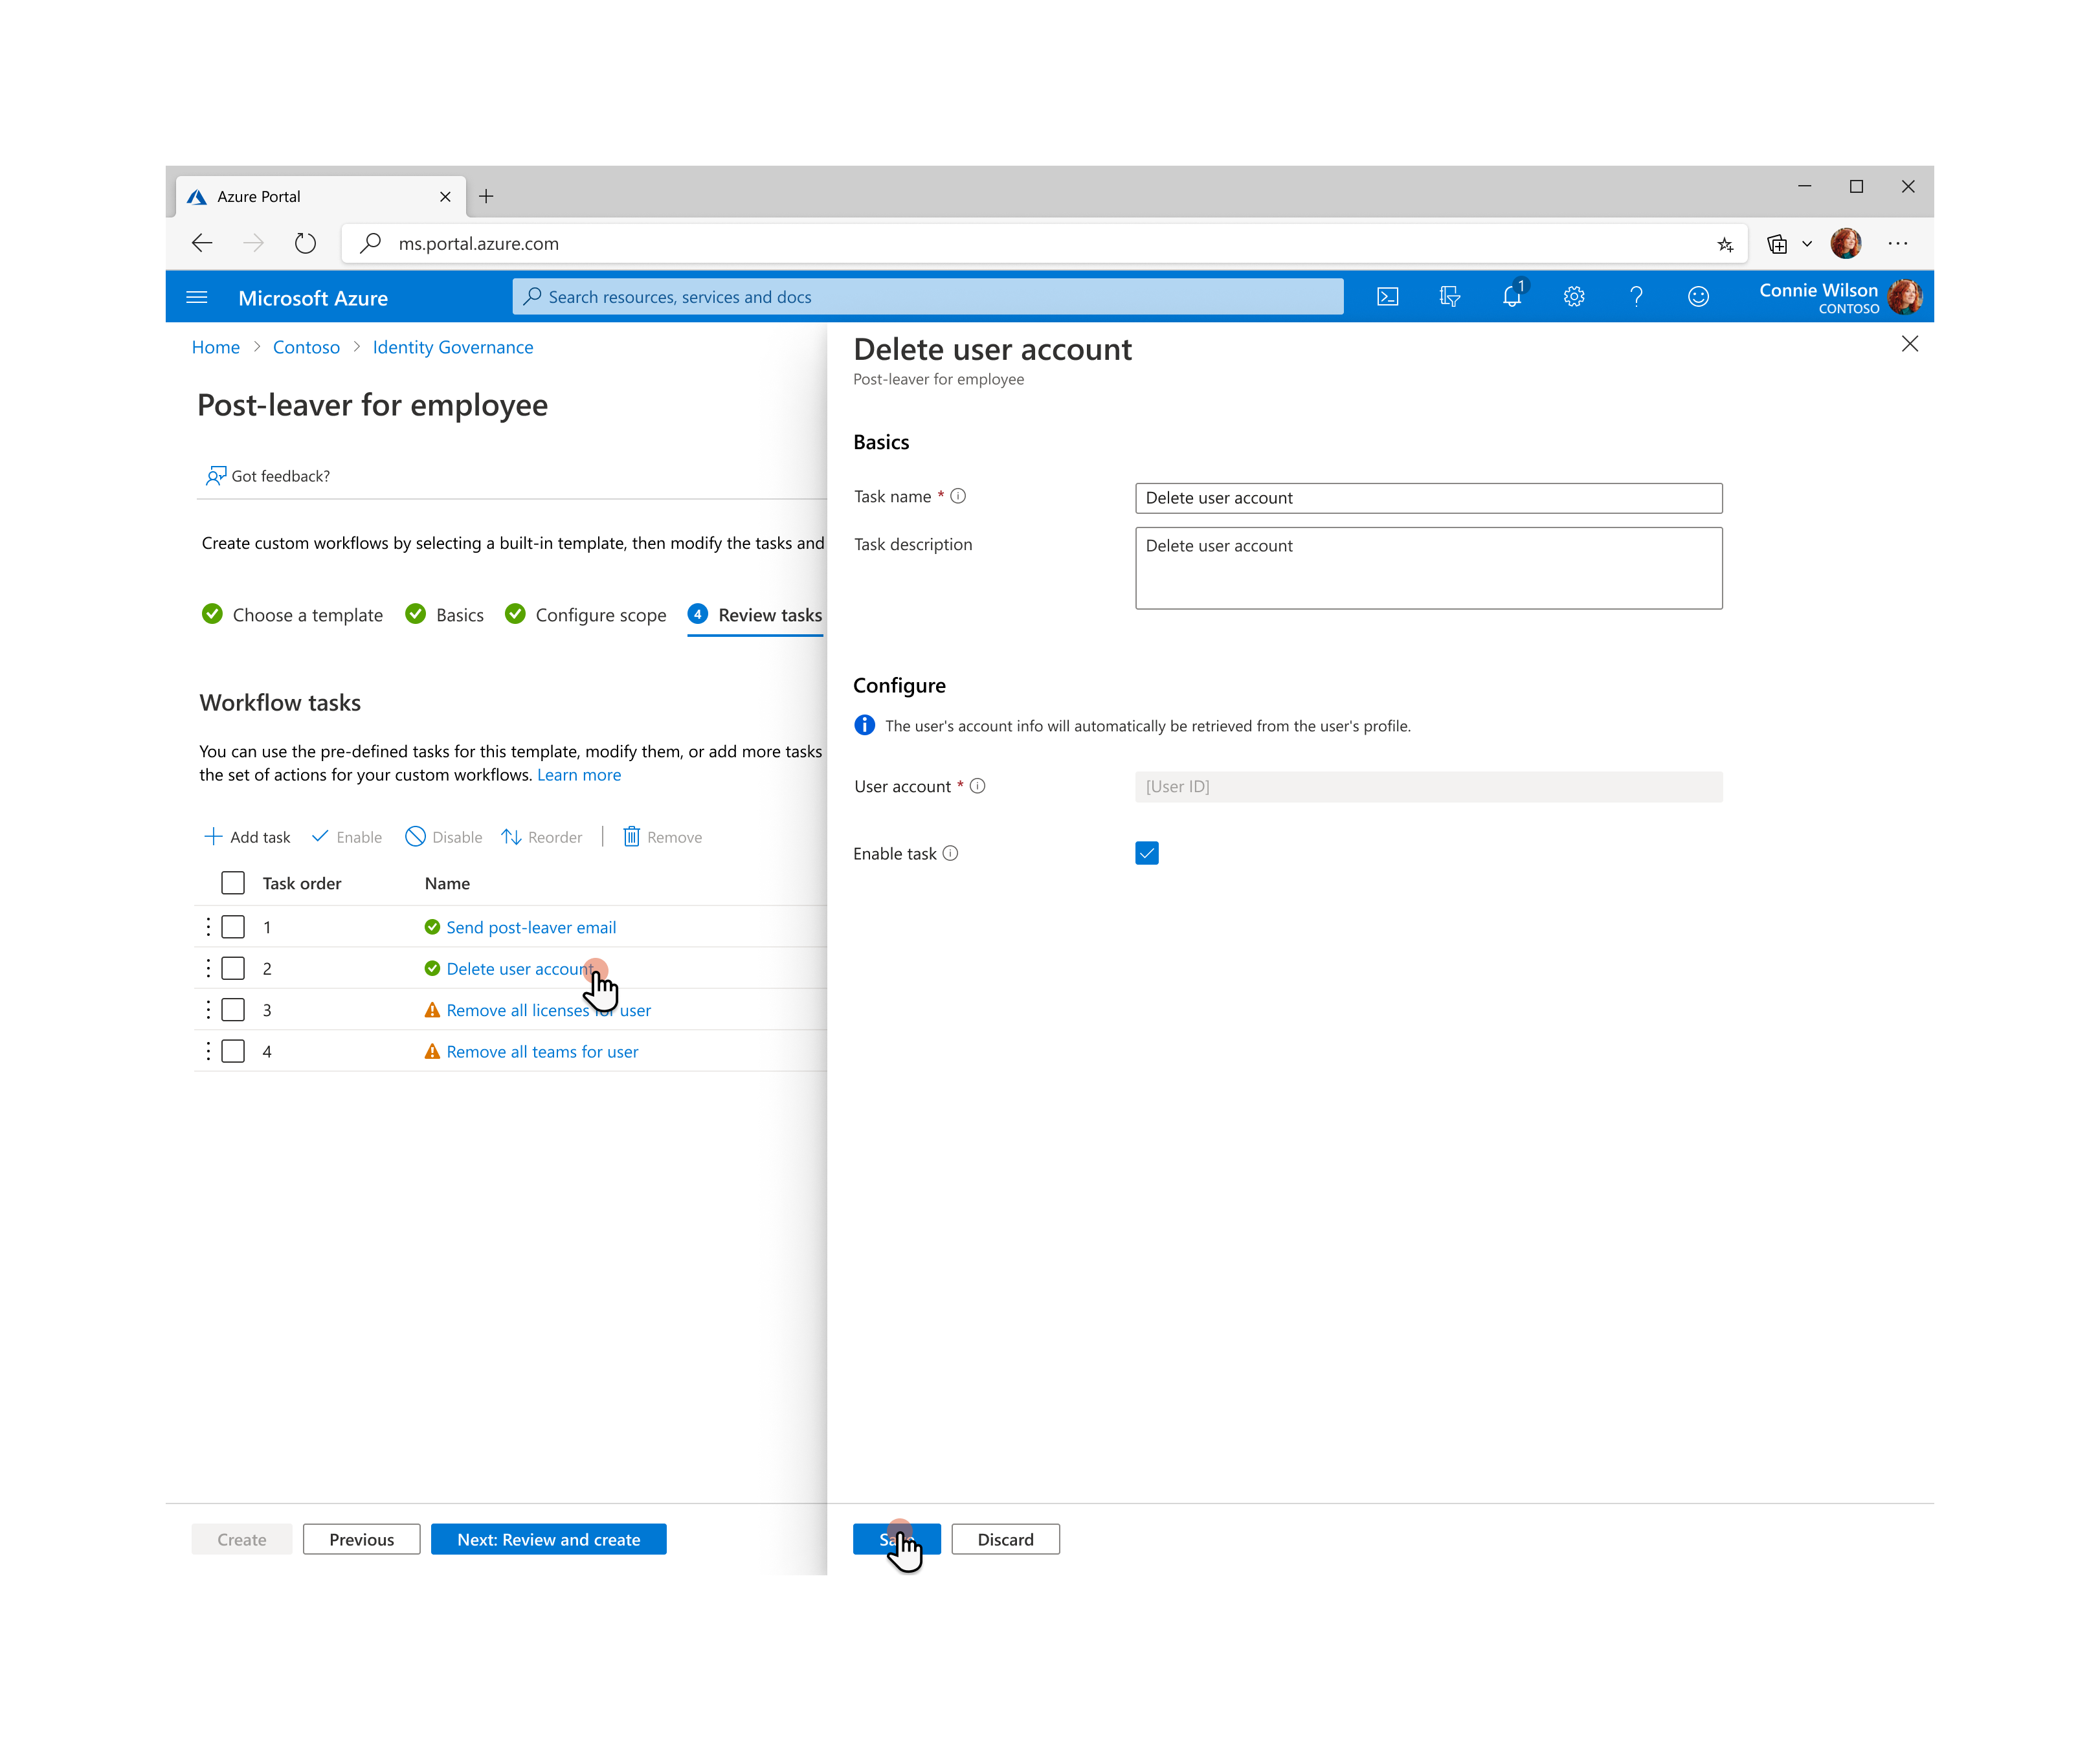 Azure Portal
ms.portal.azure.com
Microsoft Azure
Search resources, services and docs
1
Connie Wilson
CONTOSO
Home > Contoso > Identity Governance
Post-leaver for employee
Got feedback?
Create custom workflows by selecting a built-in template, then modify the tasks and
Choose a template
Basics
Configure scope
4 Review tasks
Workflow tasks
You can use the pre-defined tasks for this template, modify them, or add more tasks
the set of actions for your custom workflows. Learn more
Add task
Enable
Disable
Reorder
Remove
Task order Name
1 Send post-leaver email
2 Delete user account
3 Remove all licenses for user
4 Remove all teams for user
Create
Previous
Next: Review and create
Delete user account
Post-leaver for employee
Basics
Task name *
Delete user account
Task description
Delete user account
Configure
The user's account info will automatically be retrieved from the user's profile.
User account *
[User ID]
Enable task
Discard